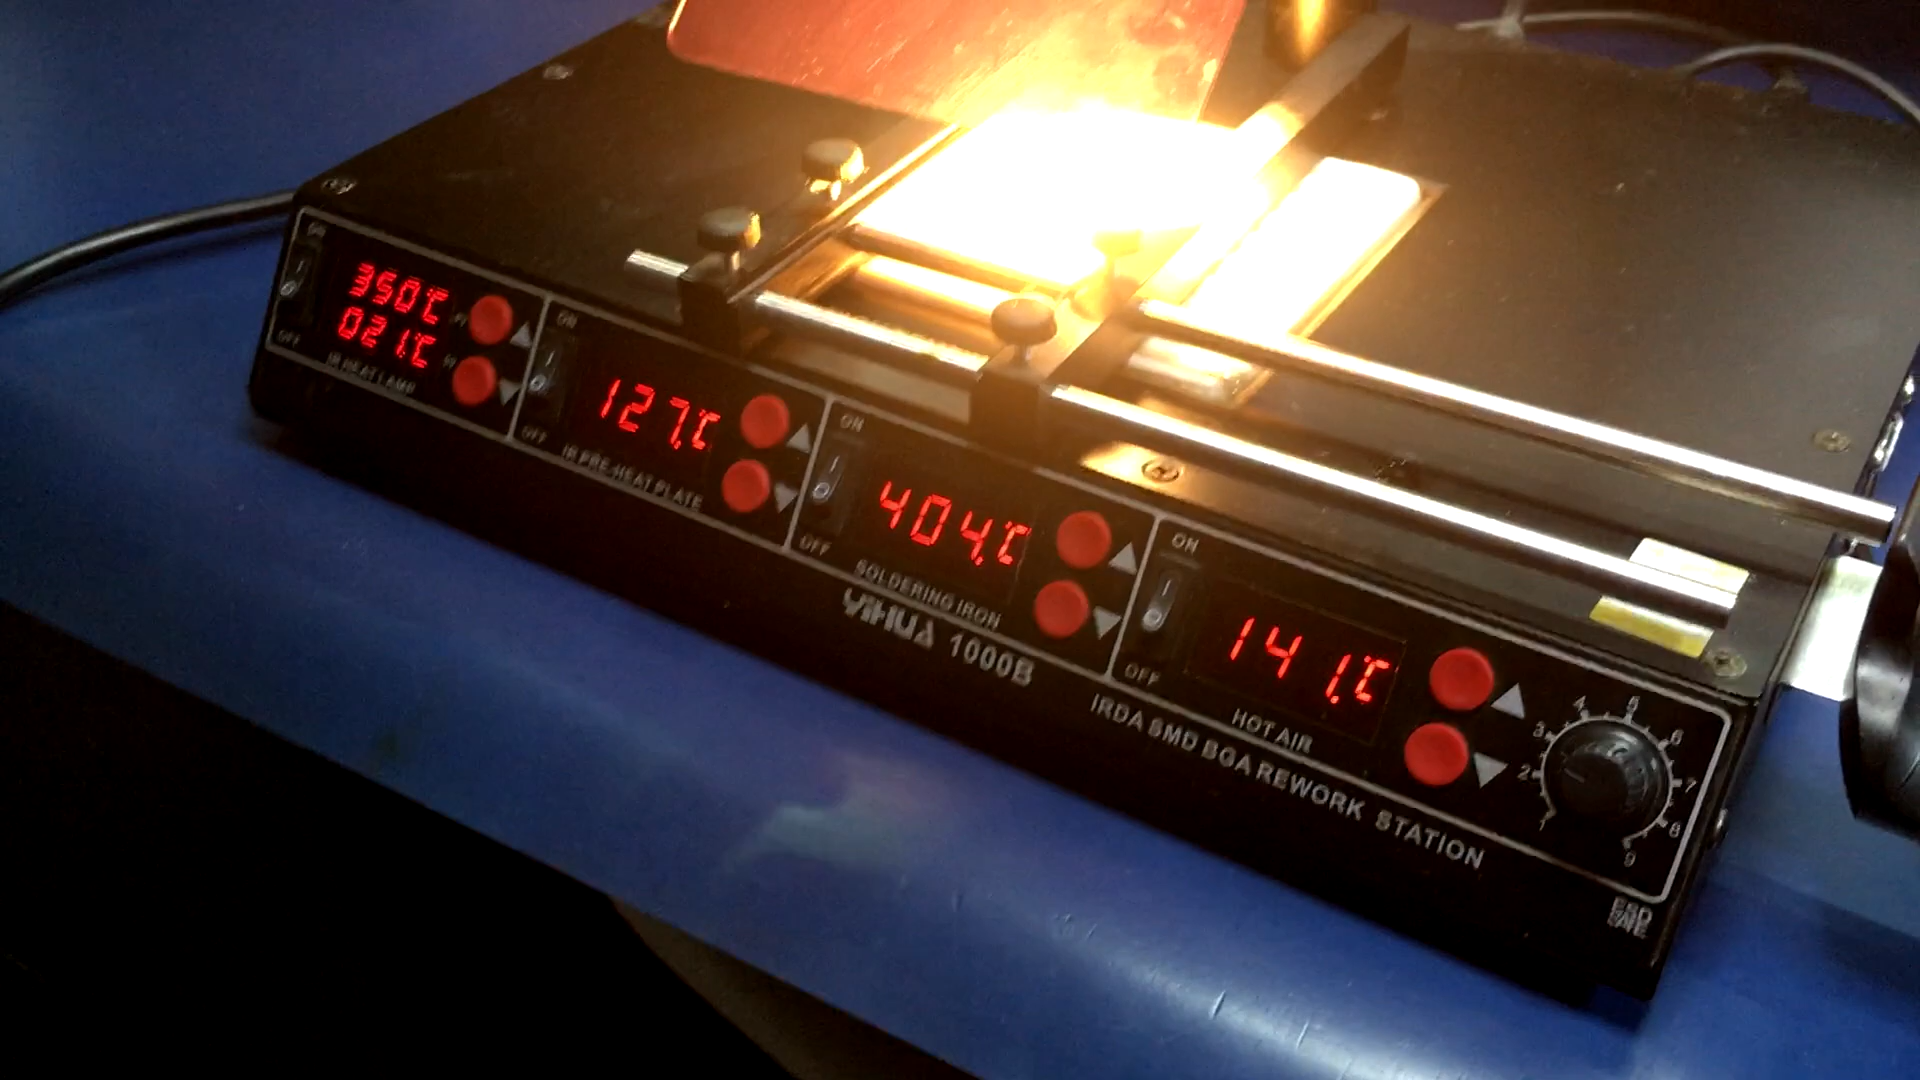 ON
350°C
021.°C
OFF
IR HEAT LAMP
ON
127.°C
OFF
IR PRE-HEAT PLATE
ON
404.°C
OFF
SOLDERING IRON
ON
141.°C
OFF
HOT AIR
1 2 3 4 5 6 7 8 9
YIHUA 1000B
IRDA SMD BGA REWORK STATION
ESD
SAFE